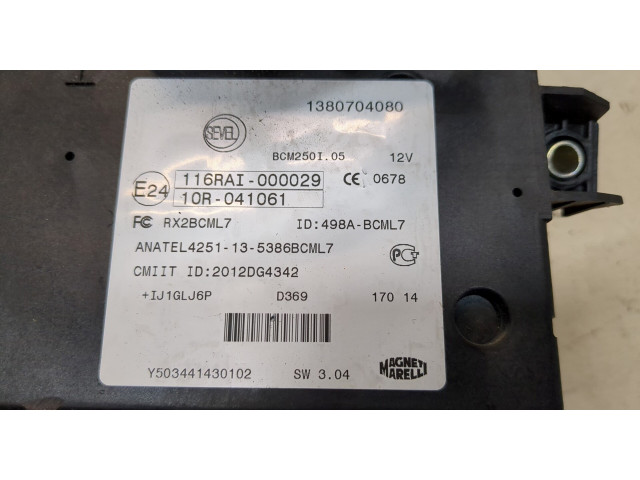 1380704080
SEVEL
BCM250I.05 12V
E24 116RAI-000029 CE 0678
10R-041061
FC RX2BCML7 ID:498A-BCML7
ANATEL4251-13-5386BCML7
CMIIT ID:2012DG4342
+IJ1GLJ6P D369 170 14
1
Y503441430102 SW 3.04
MAGNETI MARELLI